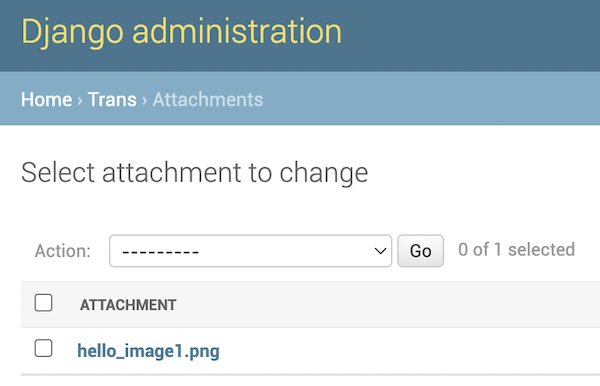 Django administration
Home › Trans › Attachments
Select attachment to change
Action: --------- Go 0 of 1 selected
ATTACHMENT
hello_image1.png